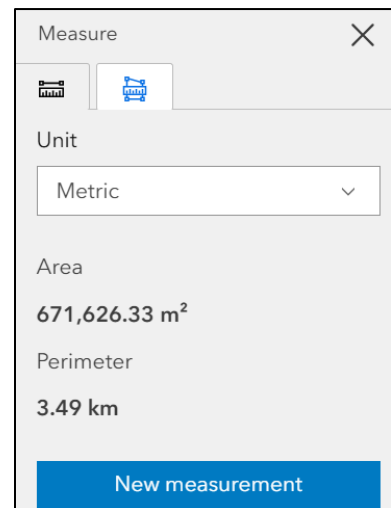 Measure
Unit
Metric
Area
671,626.33 m²
Perimeter
3.49 km
New measurement